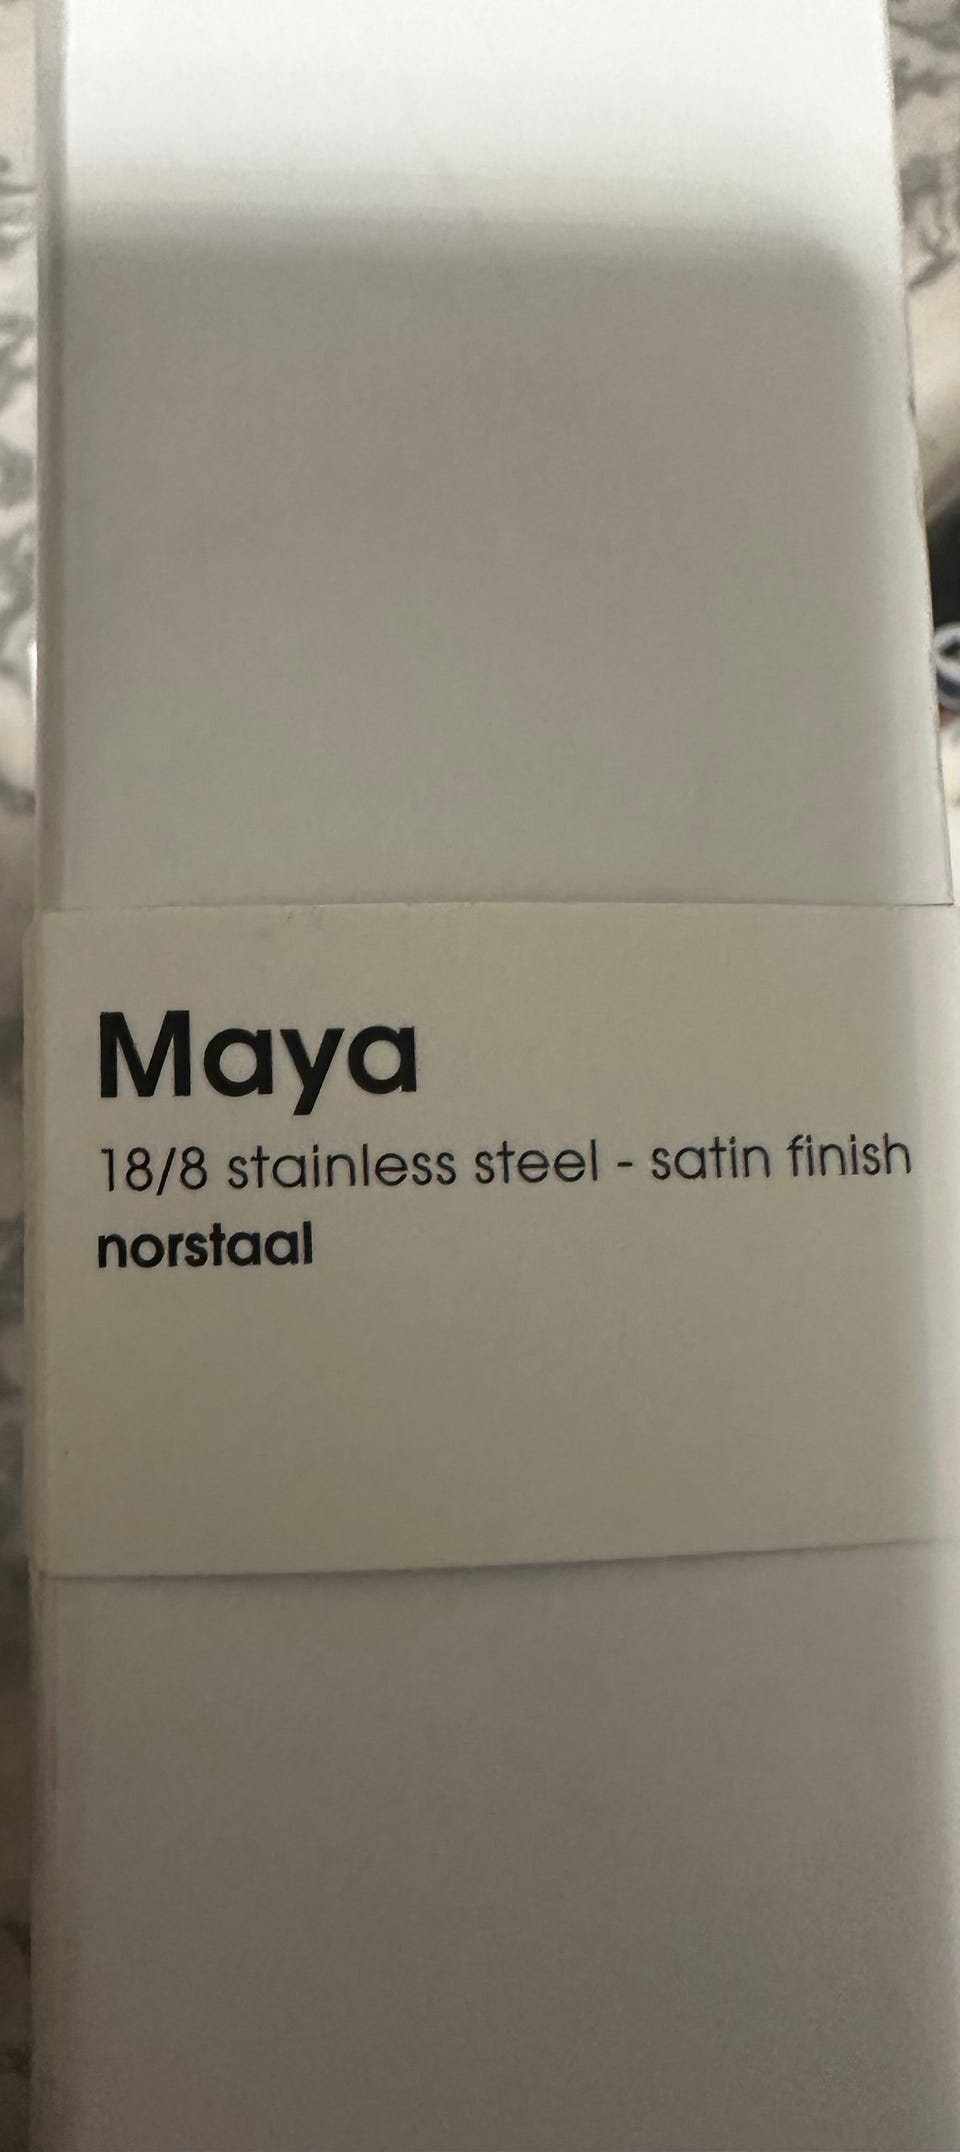 Maya
18/8 stainless steel - satin finish
norstaal